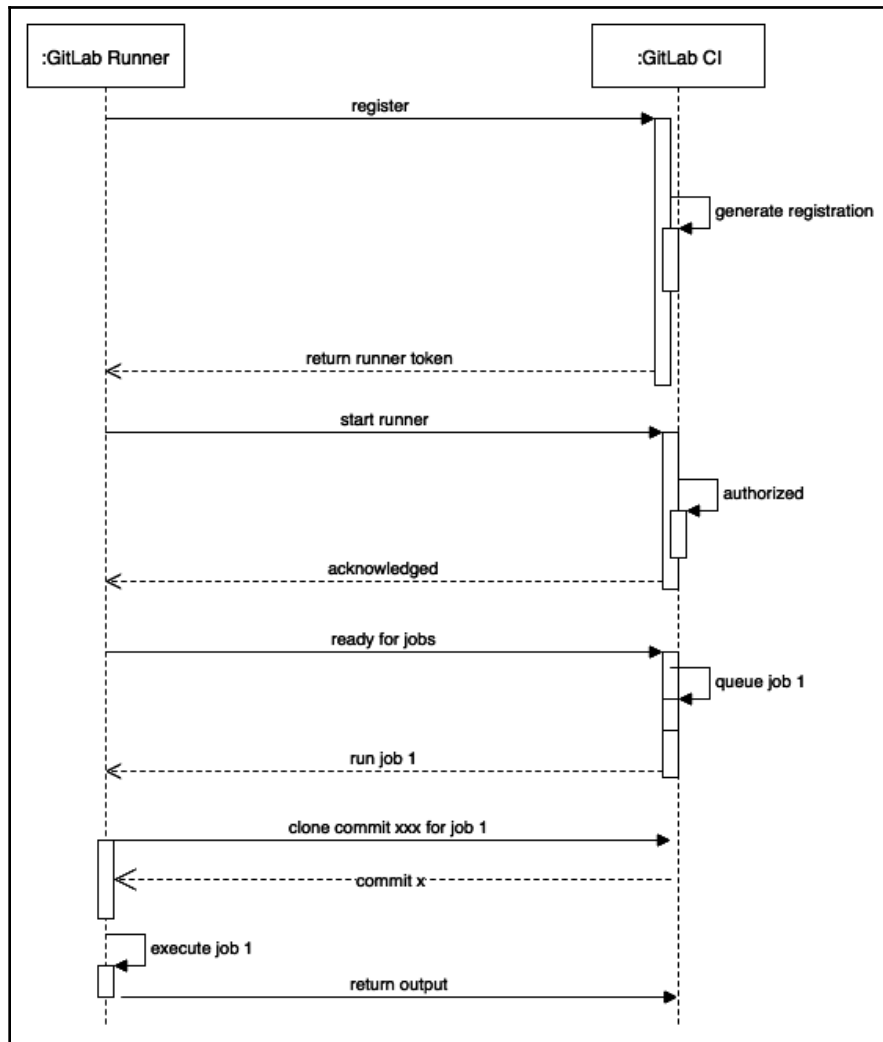 :GitLab Runner
:GitLab CI
register
generate registration
return runner token
start runner
authorized
acknowledged
ready for jobs
queue job 1
run job 1
clone commit xxx for job 1
commit x
execute job 1
return output